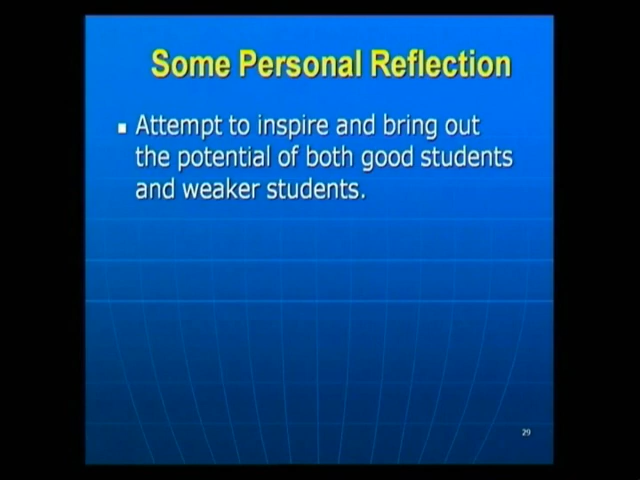 Some Personal Reflection
Attempt to inspire and bring out
the potential of both good students
and weaker students.
29